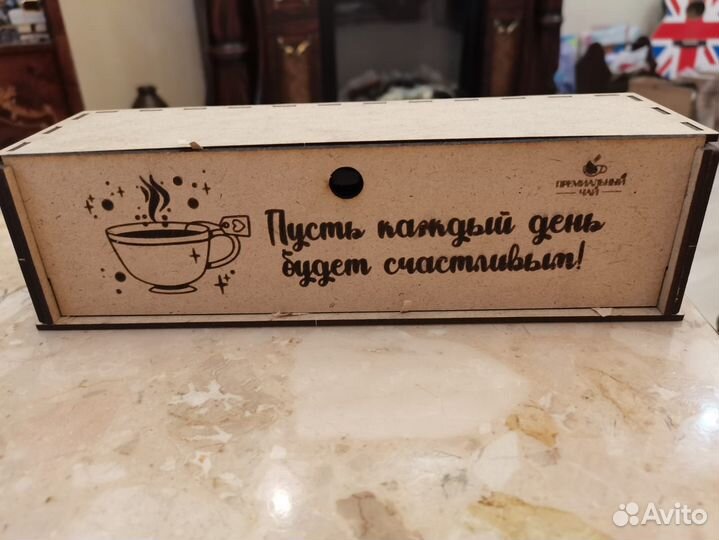 ПРЕМИАЛЬНЫЙ
ЧАЙ
Пусть каждый день
будет счастливым!
Avito